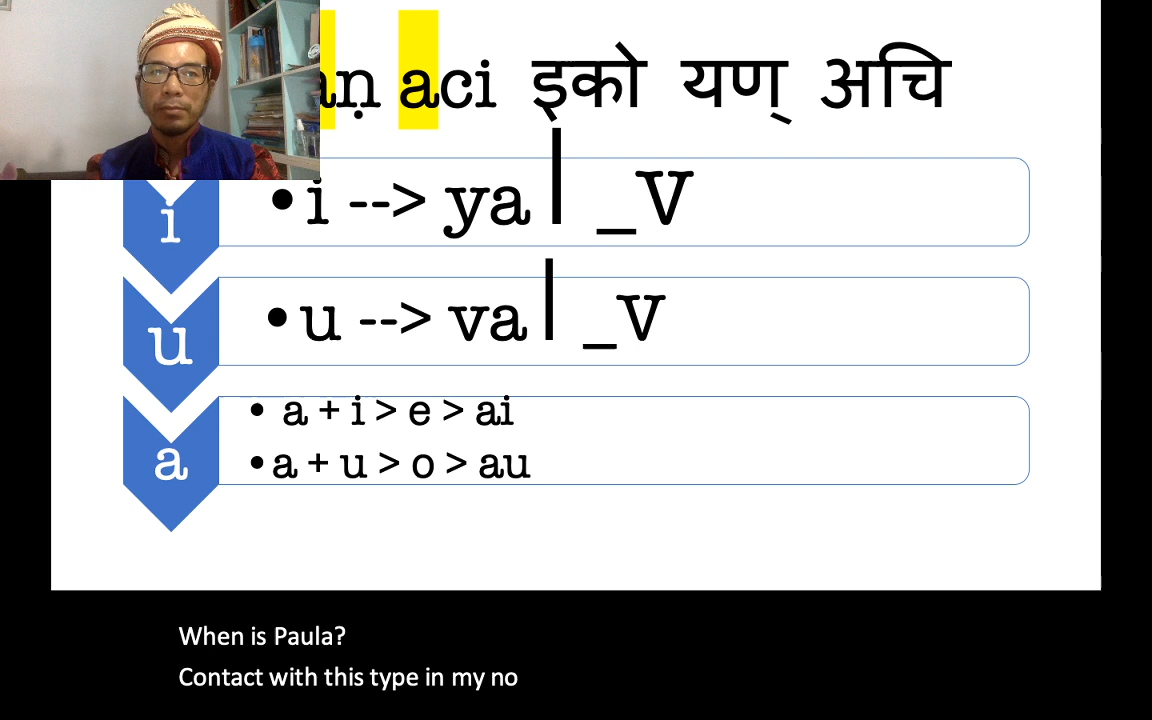 aṇ aci इको यण् अचि
i
• i --> ya | _V
u
• u --> va | _V
a
• a + i > e > ai
• a + u > o > au
When is Paula?
Contact with this type in my no